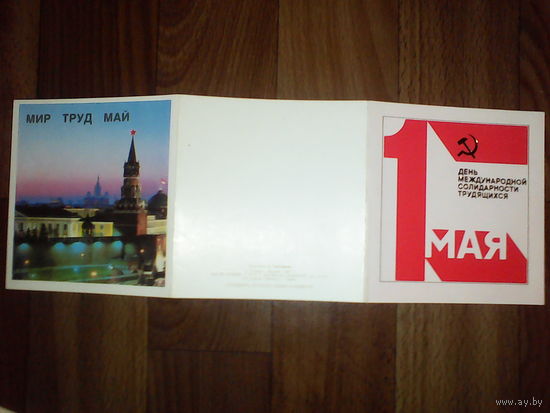 МИР ТРУД МАЙ
1
ДЕНЬ
МЕЖДУНАРОДНОЙ
СОЛИДАРНОСТИ
ТРУДЯЩИХСЯ
МАЯ
www.ay.by